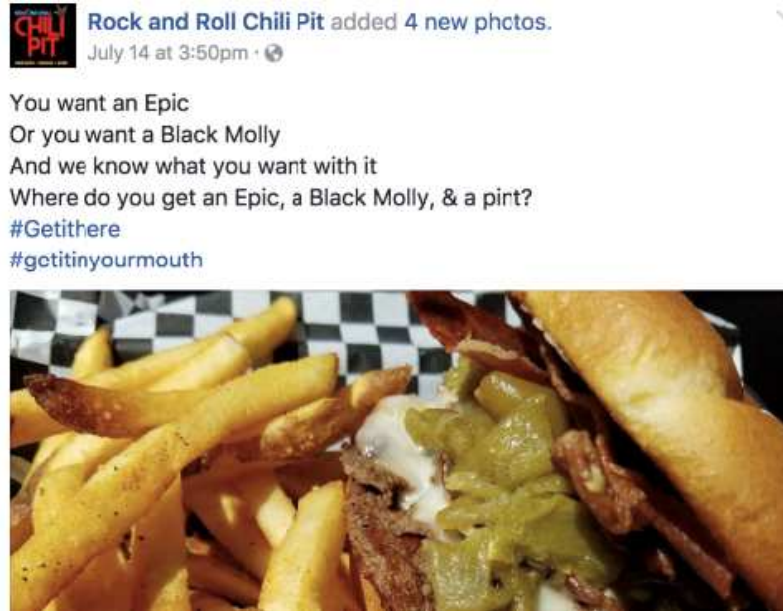 CHILI
PIT
Rock and Roll Chili Pit added 4 new photos.
July 14 at 3:50pm ·
You want an Epic
Or you want a Black Molly
And we know what you want with it
Where do you get an Epic, a Black Molly, & a pint?
#Getithere
#getitinyourmouth